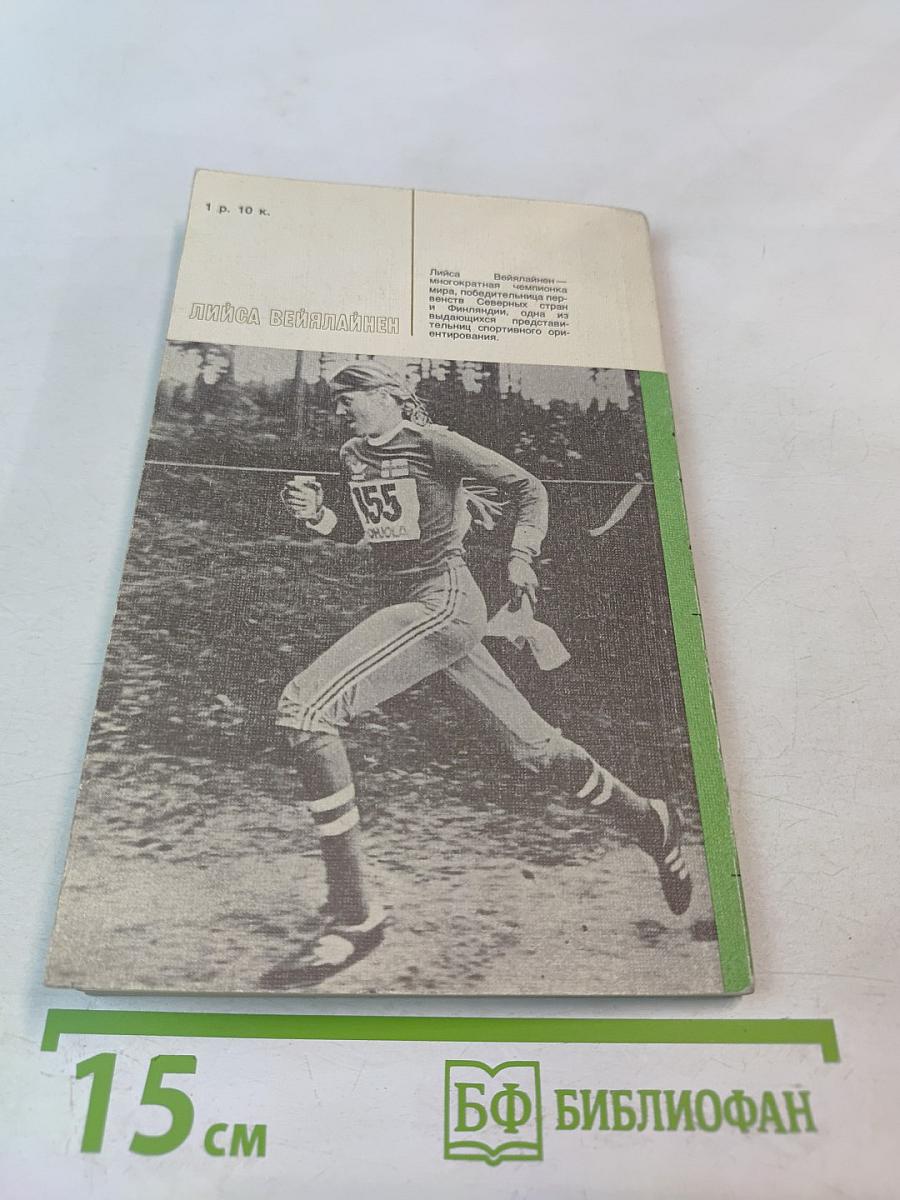 1 р. 10 к.
ЛИЙСА ВЕЙЯЛАЙНЕН
Лийса Вейялайнен —
многократная чемпионка
мира, победительница пер-
венств Северных стран
и Финляндии, одна из
выдающихся представи-
тельниц спортивного ори-
ентирования.
155
OHJOLA
15 см
БФ БИБЛИОФАН